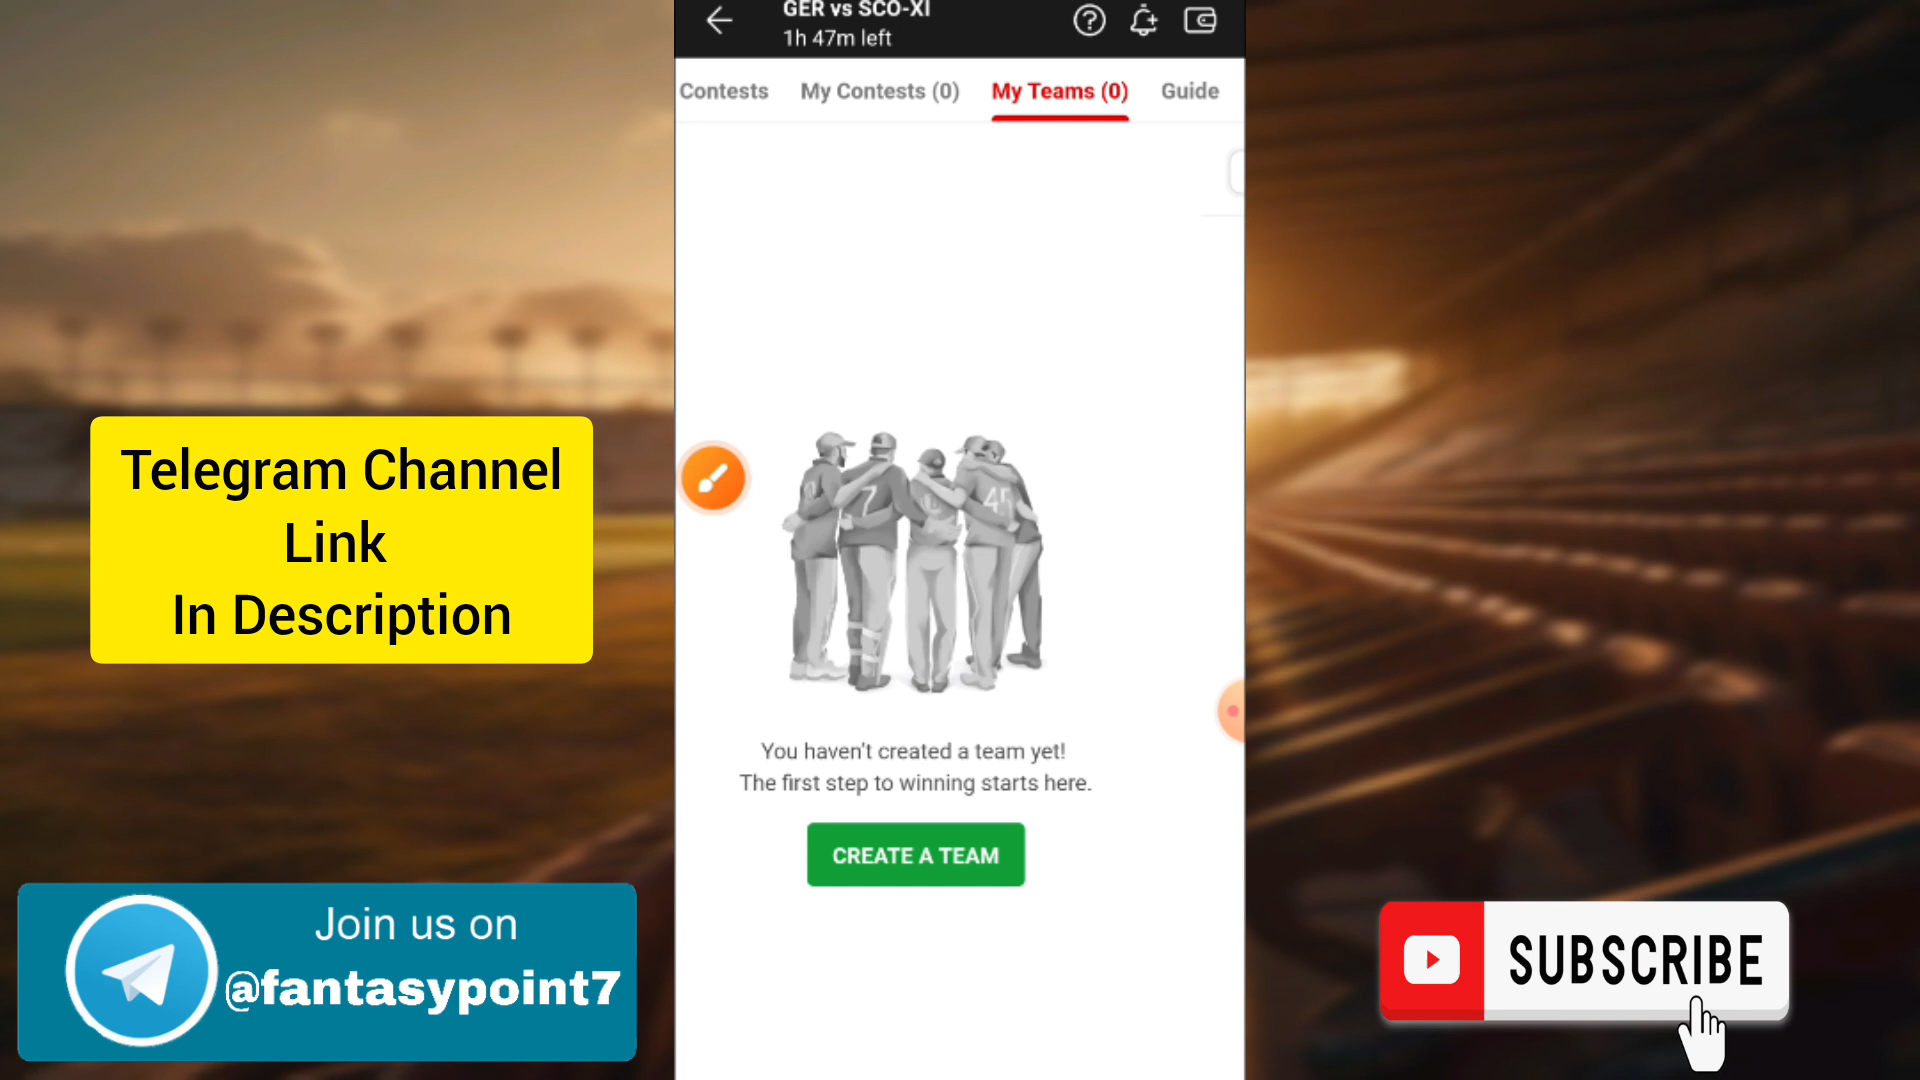 GER vs SCO-XI
1h 47m left
Contests
My Contests (0)
My Teams (0)
Guide
7
45
Telegram Channel
Link
In Description
You haven't created a team yet!
The first step to winning starts here.
CREATE A TEAM
Join us on
@fantasypoint7
SUBSCRIBE